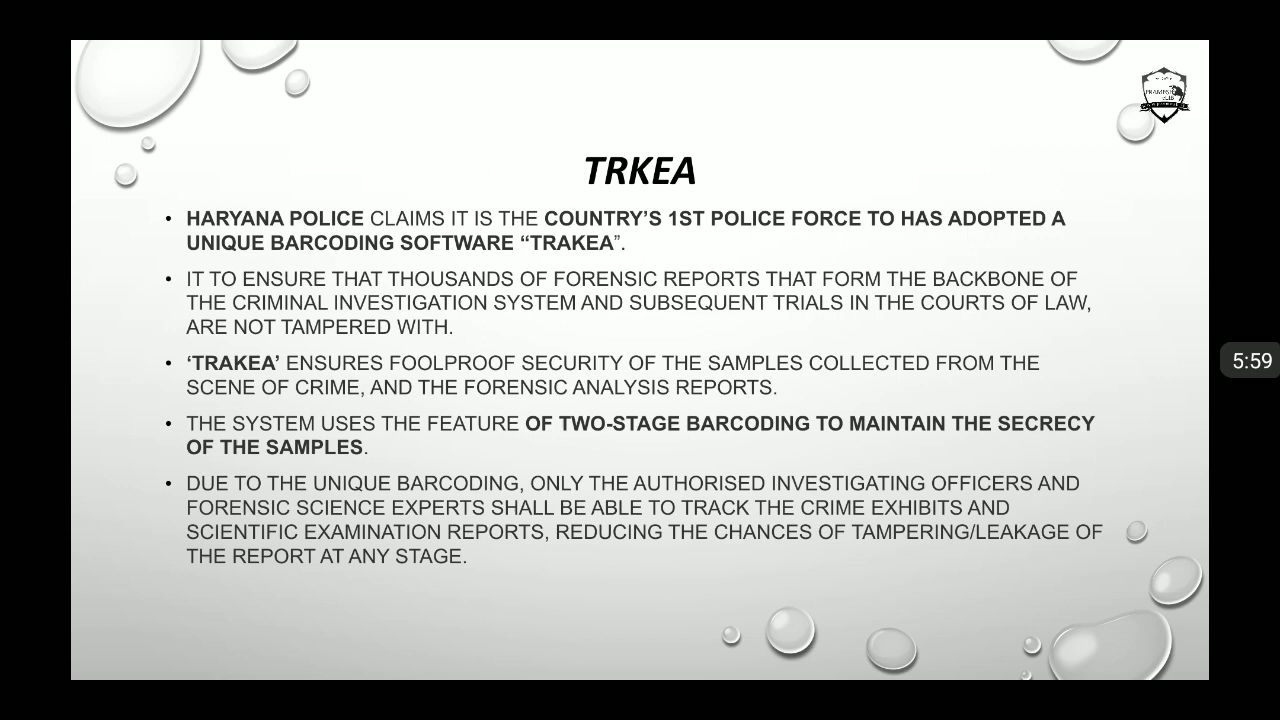 TRKEA
• HARYANA POLICE CLAIMS IT IS THE COUNTRY’S 1ST POLICE FORCE TO HAS ADOPTED A
UNIQUE BARCODING SOFTWARE “TRAKEA”.
• IT TO ENSURE THAT THOUSANDS OF FORENSIC REPORTS THAT FORM THE BACKBONE OF
THE CRIMINAL INVESTIGATION SYSTEM AND SUBSEQUENT TRIALS IN THE COURTS OF LAW,
ARE NOT TAMPERED WITH.
• ‘TRAKEA’ ENSURES FOOLPROOF SECURITY OF THE SAMPLES COLLECTED FROM THE
SCENE OF CRIME, AND THE FORENSIC ANALYSIS REPORTS.
• THE SYSTEM USES THE FEATURE OF TWO-STAGE BARCODING TO MAINTAIN THE SECRECY
OF THE SAMPLES.
• DUE TO THE UNIQUE BARCODING, ONLY THE AUTHORISED INVESTIGATING OFFICERS AND
FORENSIC SCIENCE EXPERTS SHALL BE ABLE TO TRACK THE CRIME EXHIBITS AND
SCIENTIFIC EXAMINATION REPORTS, REDUCING THE CHANCES OF TAMPERING/LEAKAGE OF
THE REPORT AT ANY STAGE.
5:59